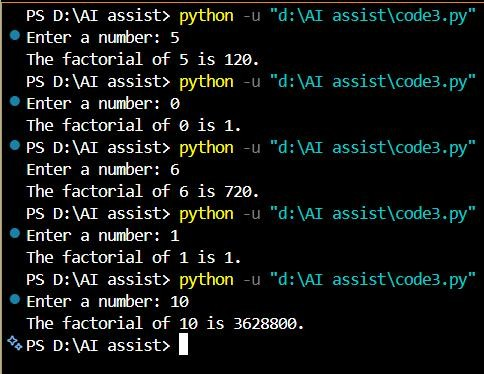 PS D:\AI assist> python -u "d:\AI assist\code3.py"
Enter a number: 5
The factorial of 5 is 120.
PS D:\AI assist> python -u "d:\AI assist\code3.py"
Enter a number: 0
The factorial of 0 is 1.
PS D:\AI assist> python -u "d:\AI assist\code3.py"
Enter a number: 6
The factorial of 6 is 720.
PS D:\AI assist> python -u "d:\AI assist\code3.py"
Enter a number: 1
The factorial of 1 is 1.
PS D:\AI assist> python -u "d:\AI assist\code3.py"
Enter a number: 10
The factorial of 10 is 3628800.
PS D:\AI assist>